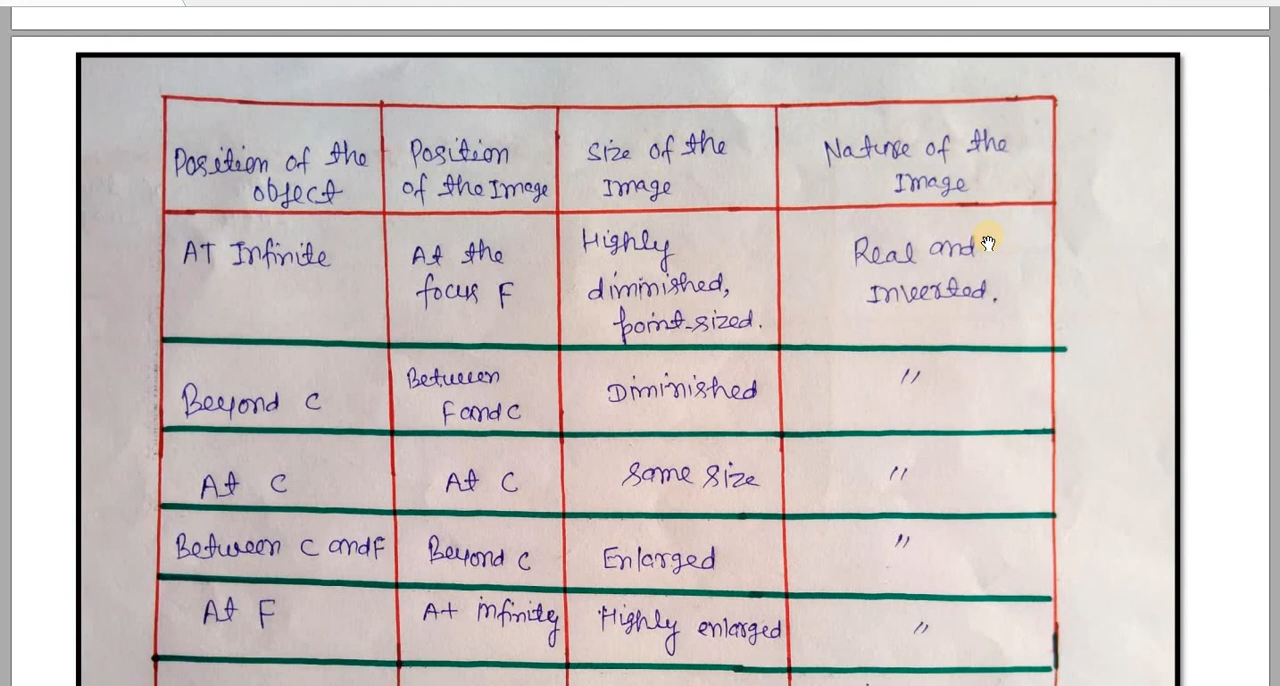 Position of the
object
Position
of the Image
Size of the
Image
Nature of the
Image
AT Infinite
At the
focus F
Highly
diminished,
point-sized.
Real and
Inverted.
Beyond C
Between
F and C
Diminished
"
At C
At C
Same size
"
Between C and F
Beyond C
Enlarged
"
At F
At infinity
Highly enlarged
"